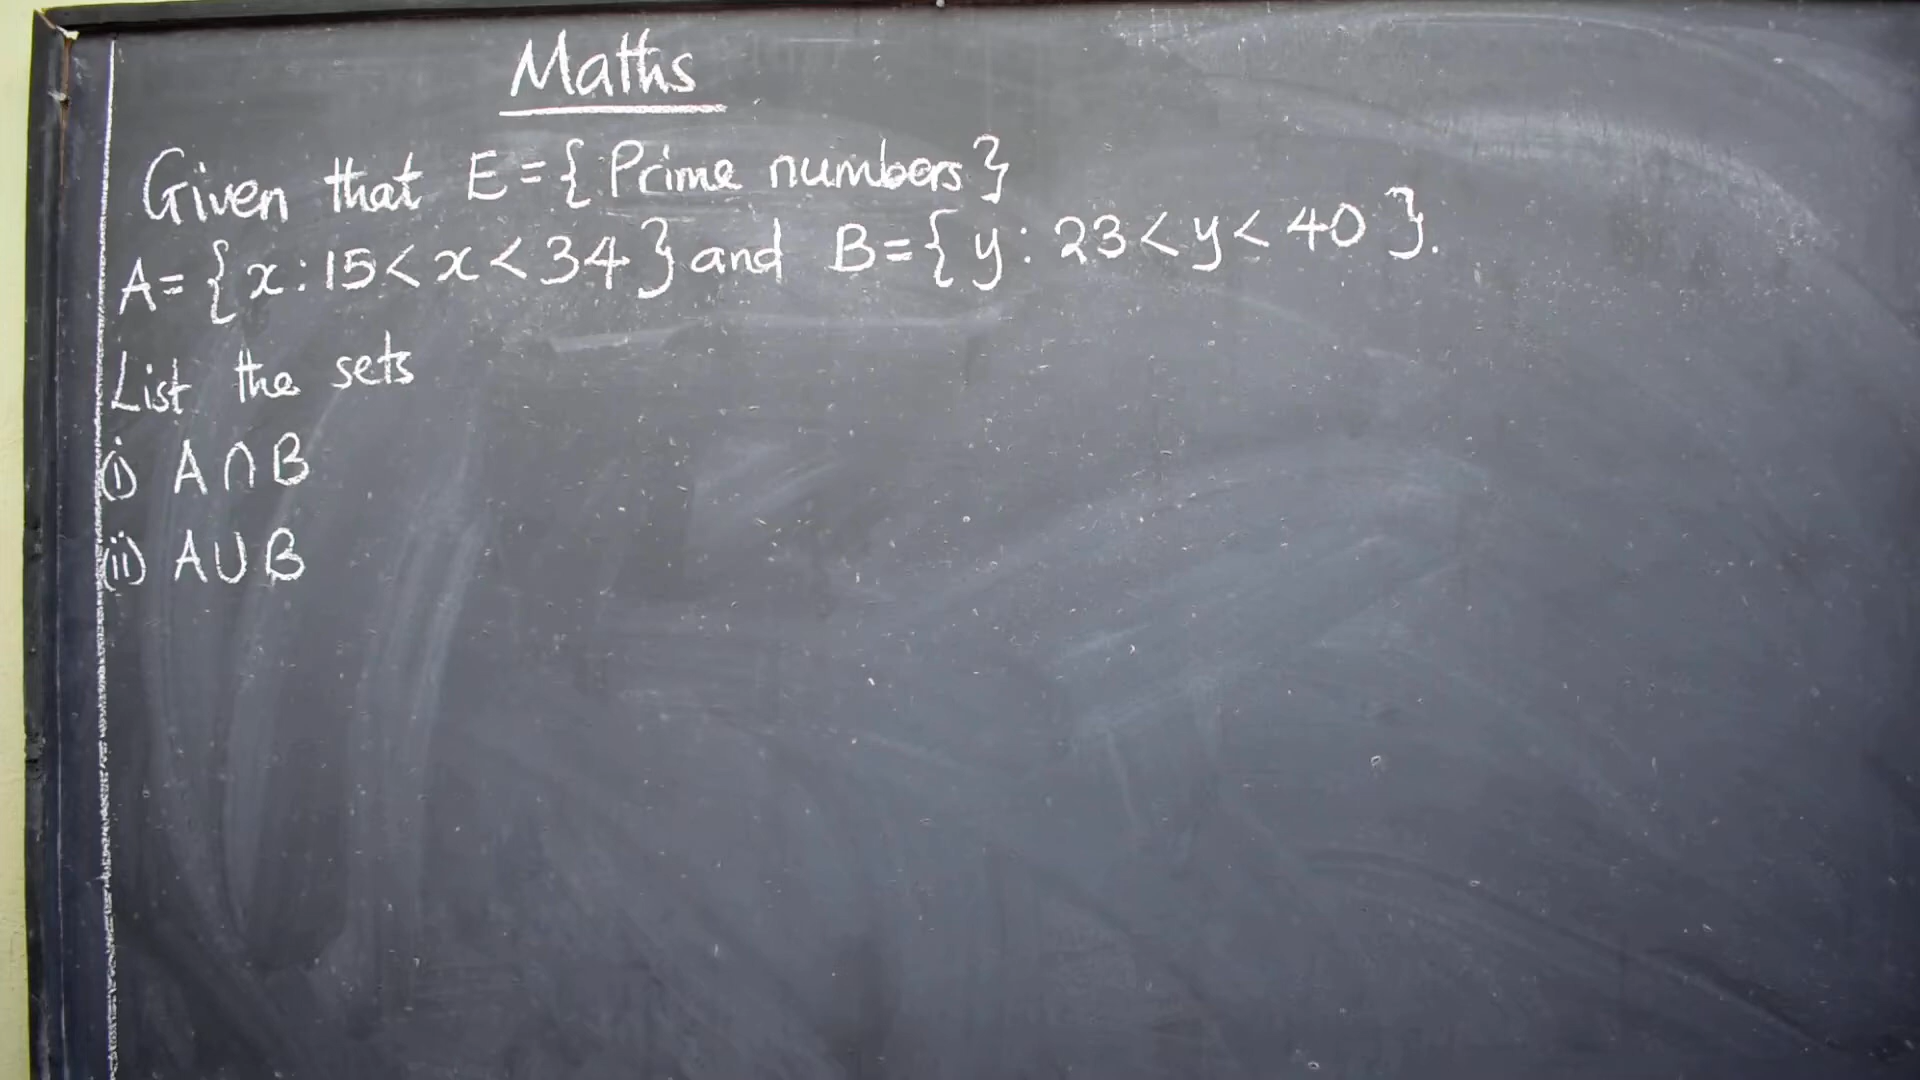 Maths
Given that E={Prime numbers}
A={x:15<x<34} and B={y: 23<y<40}.
List the sets
(i) A∩B
(ii) A∪B